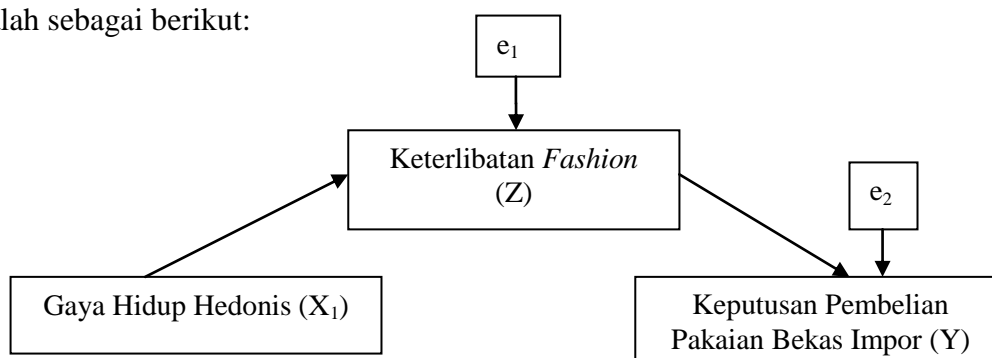 lah sebagai berikut:
e₁
Keterlibatan Fashion
(Z)
e₂
Gaya Hidup Hedonis (X₁)
Keputusan Pembelian
Pakaian Bekas Impor (Y)